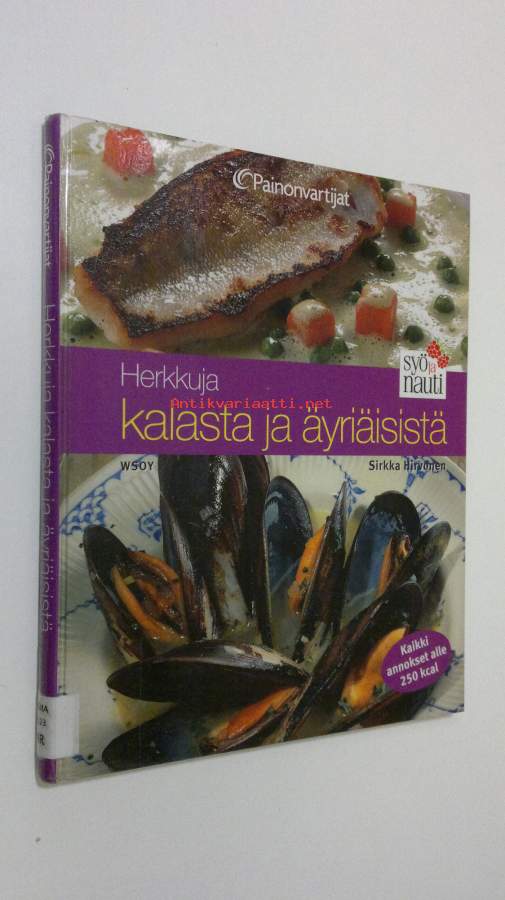 Painonvartijat
Herkkuja kalasta ja äyriäisistä
Painonvartijat
syö ja
nauti
Herkkuja
Antikvariaatti.net
kalasta ja äyriäisistä
WSOY
Sirkka Hirvonen
Kaikki
annokset alle
250 kcal